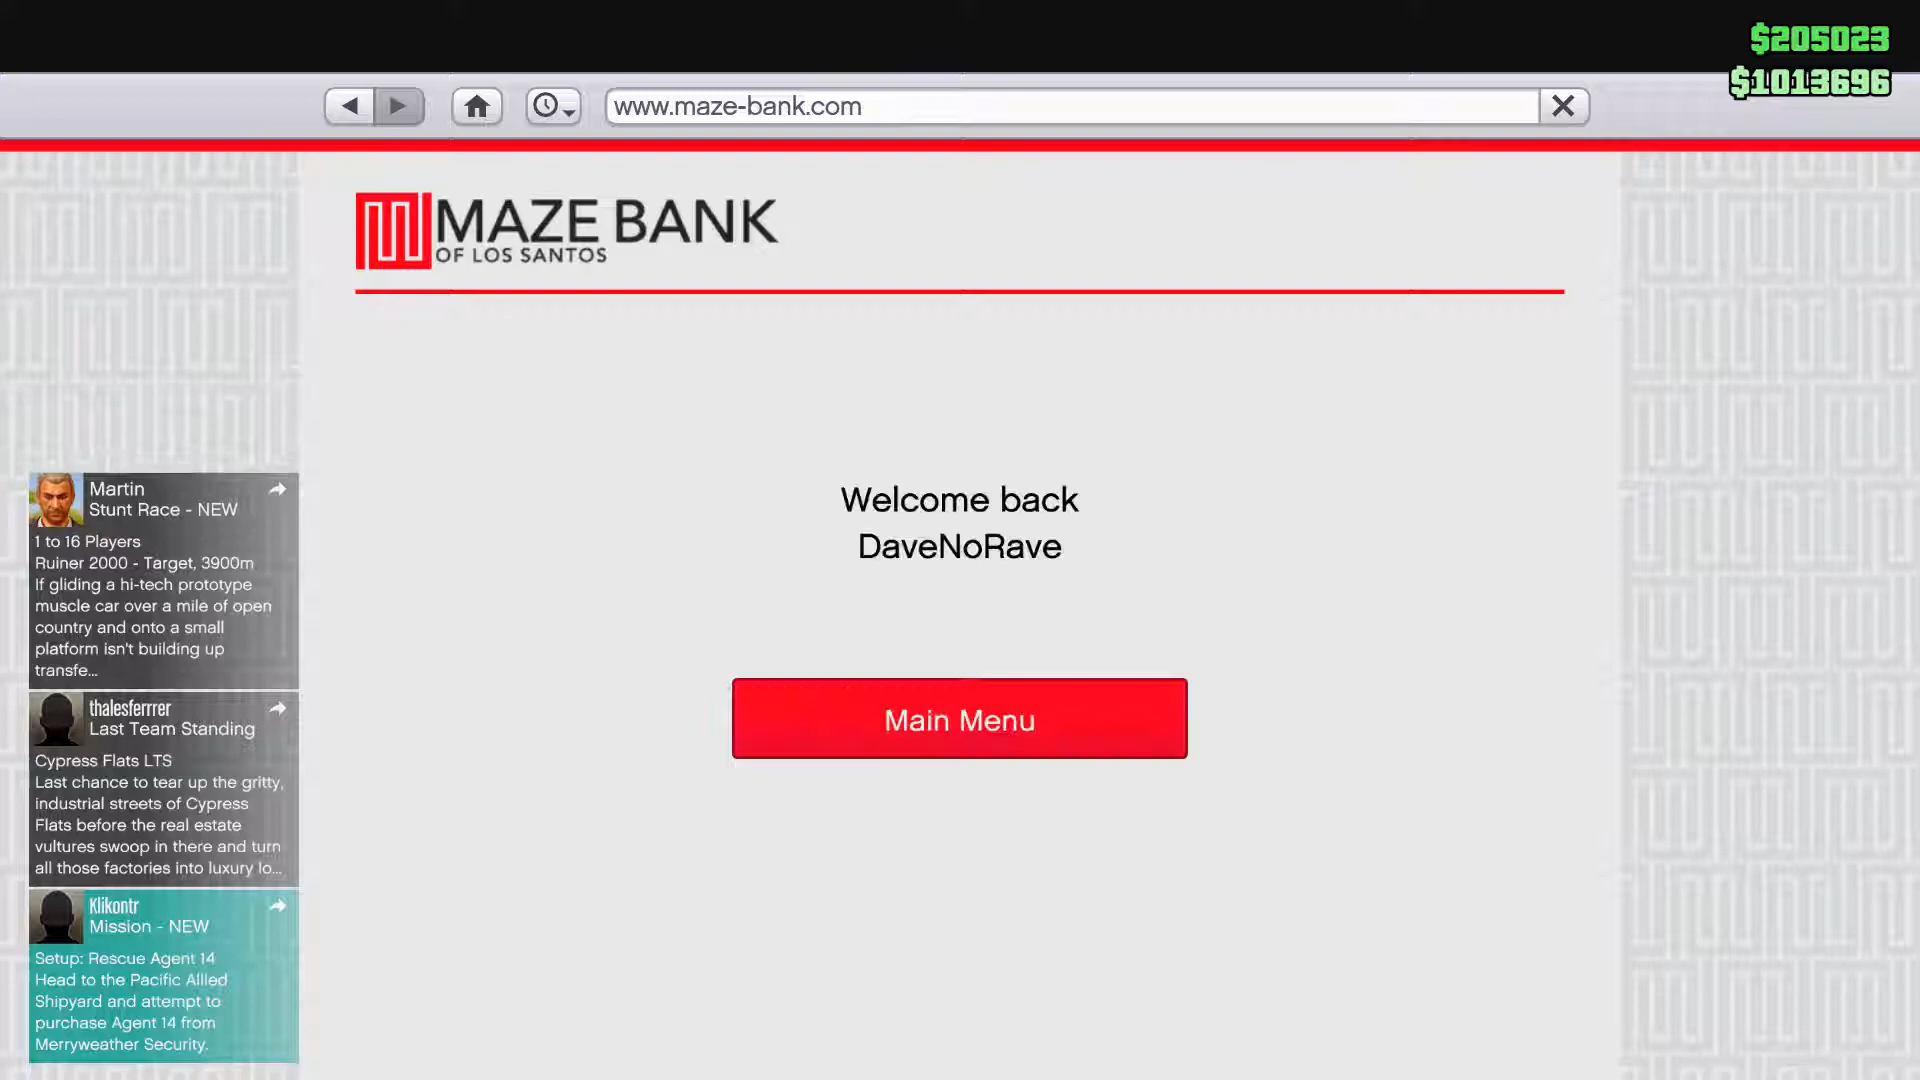 $205023
$1013696
www.maze-bank.com
MAZE BANK
OF LOS SANTOS
Welcome back
DaveNoRave
Main Menu
Martin
Stunt Race - NEW
1 to 16 Players
Ruiner 2000 - Target, 3900m
If gliding a hi-tech prototype
muscle car over a mile of open
country and onto a small
platform isn't building up
transfe...
thalesferrrer
Last Team Standing
Cypress Flats LTS
Last chance to tear up the gritty,
industrial streets of Cypress
Flats before the real estate
vultures swoop in there and turn
all those factories into luxury lo...
Klikontr
Mission - NEW
Setup: Rescue Agent 14
Head to the Pacific Allied
Shipyard and attempt to
purchase Agent 14 from
Merryweather Security.